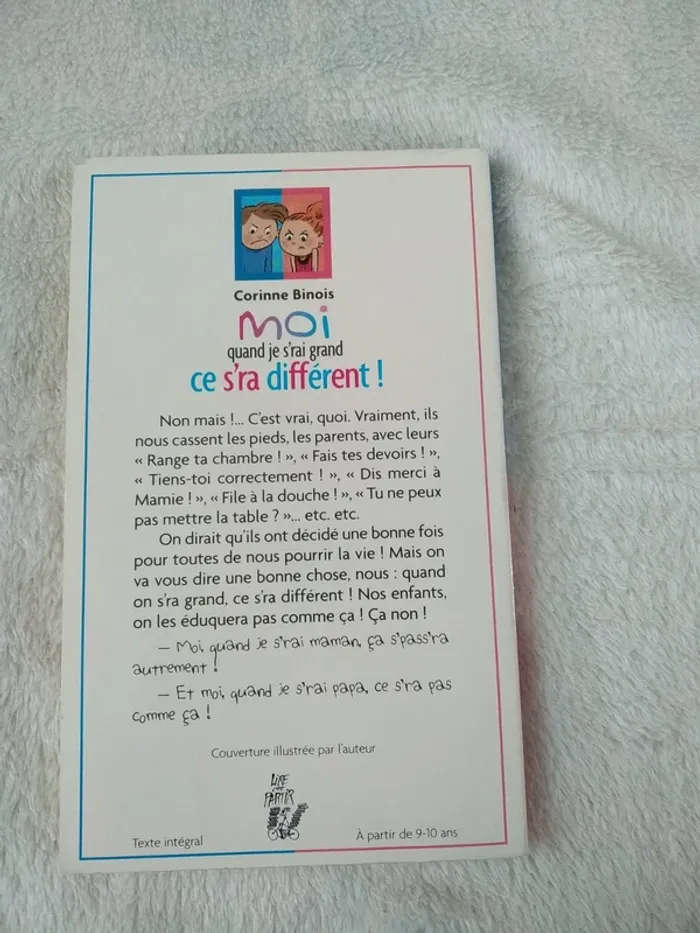 Corinne Binois
MOi
quand je s'rai grand
ce s'ra différent !
Non mais !... C'est vrai, quoi. Vraiment, ils
nous cassent les pieds, les parents, avec leurs
« Range ta chambre ! », « Fais tes devoirs ! »,
« Tiens-toi correctement ! », « Dis merci à
Mamie ! », « File à la douche ! », « Tu ne peux
pas mettre la table ? »... etc. etc.
On dirait qu'ils ont décidé une bonne fois
pour toutes de nous pourrir la vie ! Mais on
va vous dire une bonne chose, nous : quand
on s'ra grand, ce s'ra différent ! Nos enfants,
on les éduquera pas comme ça ! Ça non !
— Moi, quand je s'rai maman, ça s'pass'ra
autrement !
— Et moi, quand je s'rai papa, ce s'ra pas
comme ça !
Couverture illustrée par l'auteur
LIRE
PARTIR
Texte intégral
À partir de 9-10 ans